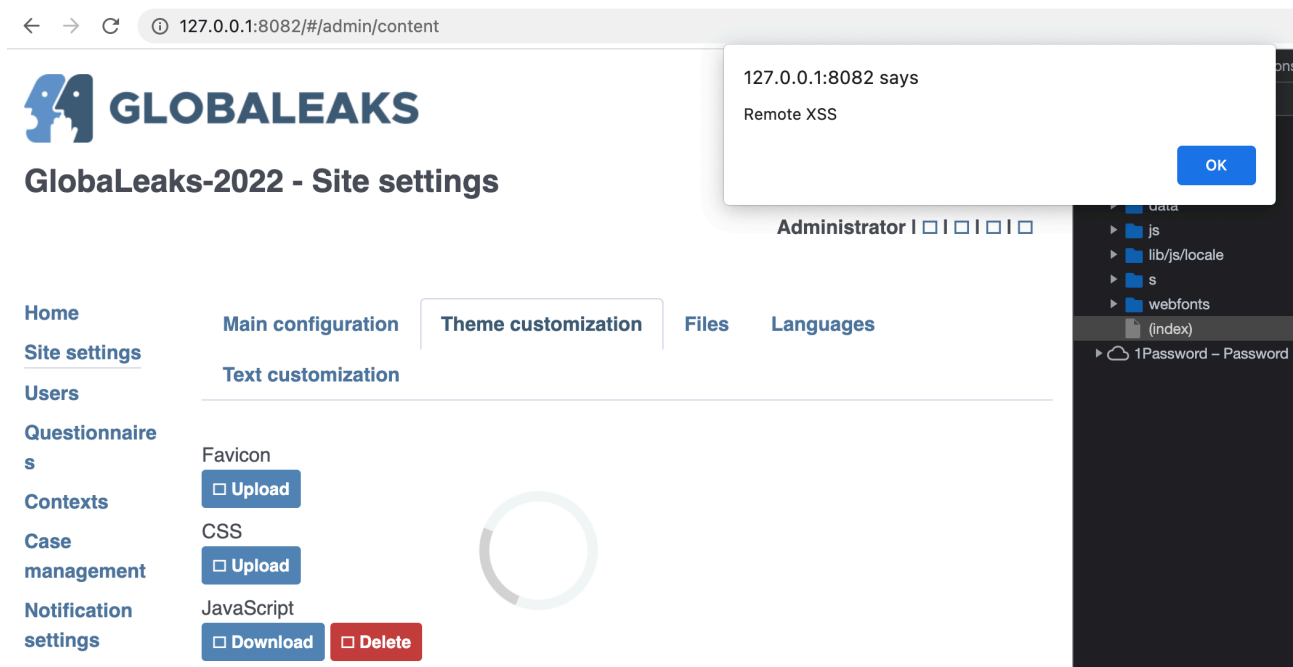 127.0.0.1:8082/#/admin/content
127.0.0.1:8082 says
Remote XSS
OK
GLOBALEAKS
GlobaLeaks-2022 - Site settings
Administrator | | | |
Home
Site settings
Users
Questionnaire
s
Contexts
Case
management
Notification
settings
Main configuration
Theme customization
Files
Languages
Text customization
Favicon
Upload
CSS
Upload
JavaScript
Download
Delete
data
js
lib/js/locale
s
webfonts
(index)
1Password – Password